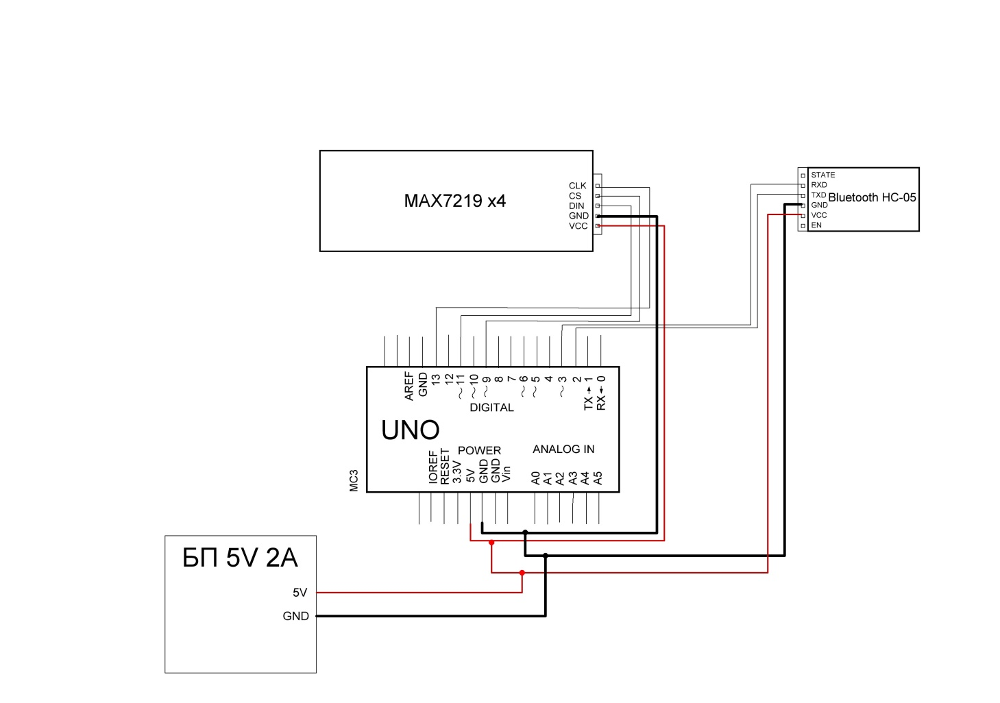 MAX7219 x4
CLK
CS
DIN
GND
VCC
STATE
RXD
TXD
GND
VCC
EN
Bluetooth HC-05
AREF
GND
13
12
~11
~10
~9
8
7
~6
~5
4
~3
2
TX→1
RX←0
DIGITAL
UNO
POWER
ANALOG IN
IOREF
RESET
3.3V
5V
GND
GND
Vin
A0
A1
A2
A3
A4
A5
MC3
БП 5V 2A
5V
GND